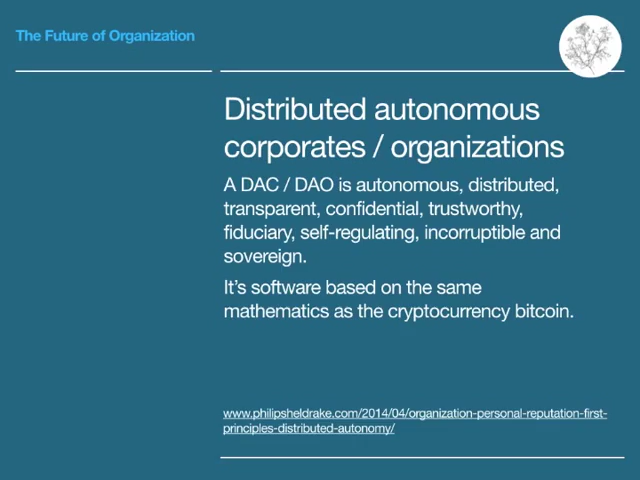 The Future of Organization
Distributed autonomous
corporates / organizations
A DAC / DAO is autonomous, distributed,
transparent, confidential, trustworthy,
fiduciary, self-regulating, incorruptible and
sovereign.
It’s software based on the same
mathematics as the cryptocurrency bitcoin.
www.philipsheldrake.com/2014/04/organization-personal-reputation-first-
principles-distributed-autonomy/